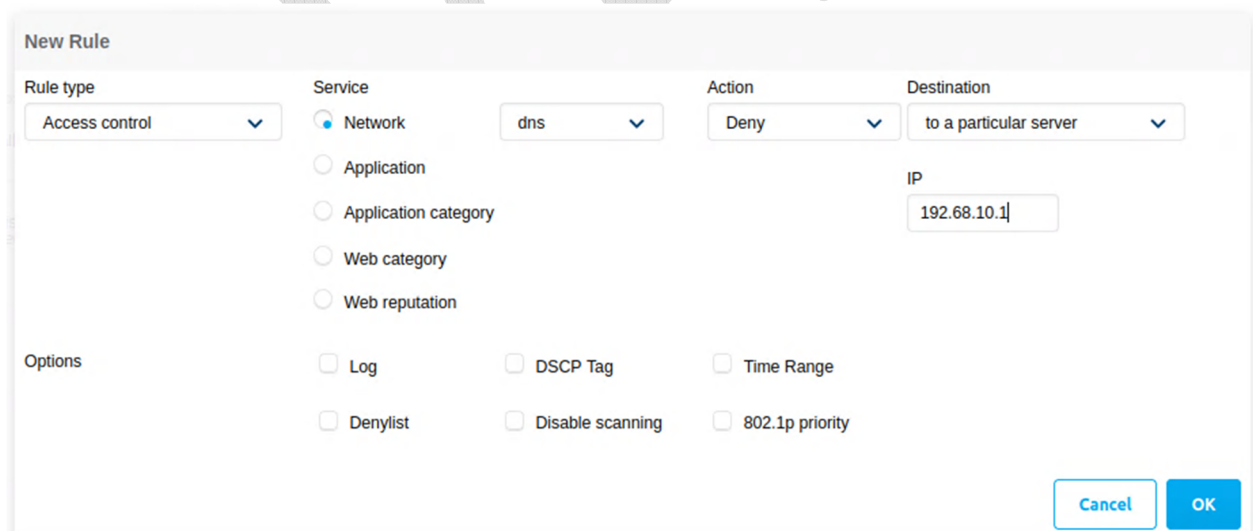 New Rule
Rule type Service Action Destination
Access control Network dns Deny to a particular server
Application
IP
Application category 192.68.10.1
Web category
Web reputation
Options Log DSCP Tag Time Range
Denylist Disable scanning 802.1p priority
Cancel OK